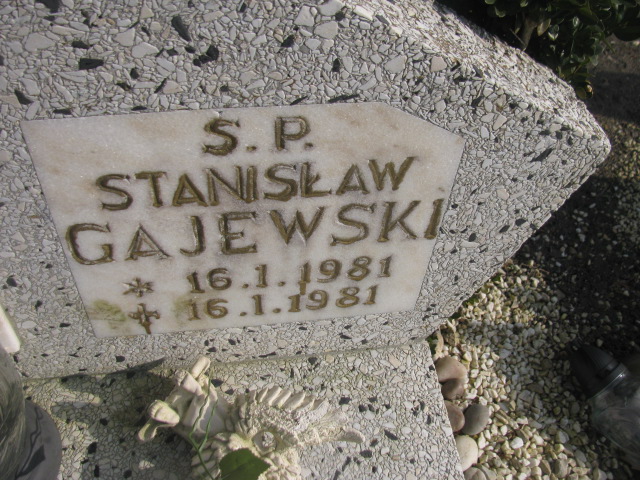 S. P.
STANISŁAW
GAJEWSKI
* 16.1.1981
✝ 16.1.1981